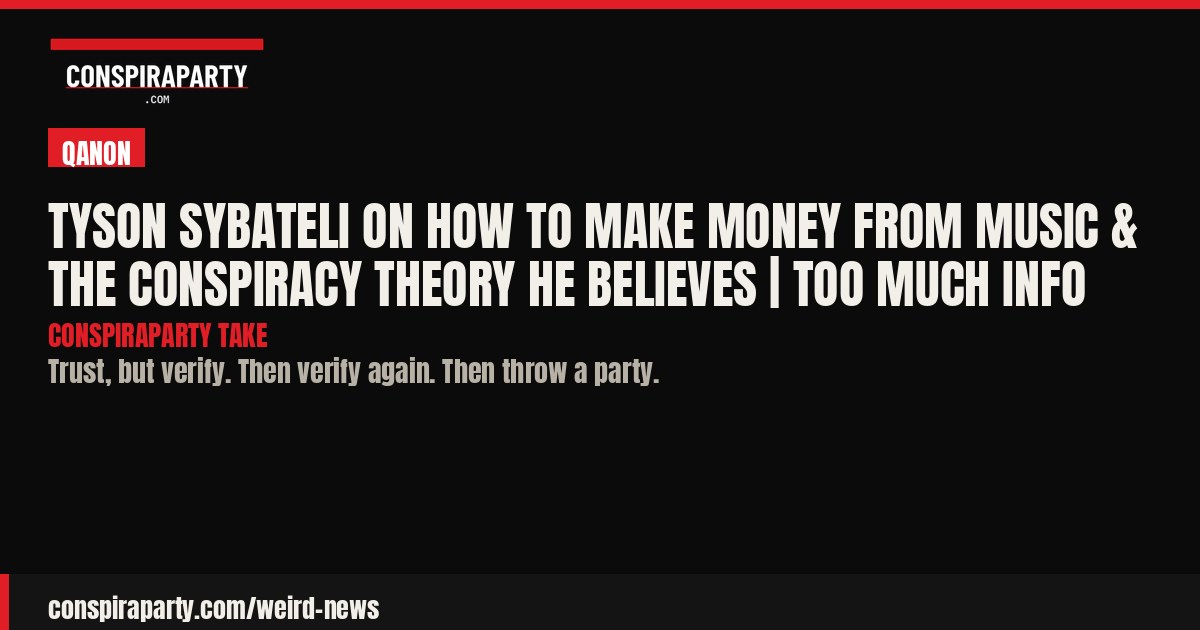 CONSPIRAPARTY
.COM
QANON
TYSON SYBATELI ON HOW TO MAKE MONEY FROM MUSIC &
THE CONSPIRACY THEORY HE BELIEVES | TOO MUCH INFO
CONSPIRAPARTY TAKE
Trust, but verify. Then verify again. Then throw a party.
conspiraparty.com/weird-news